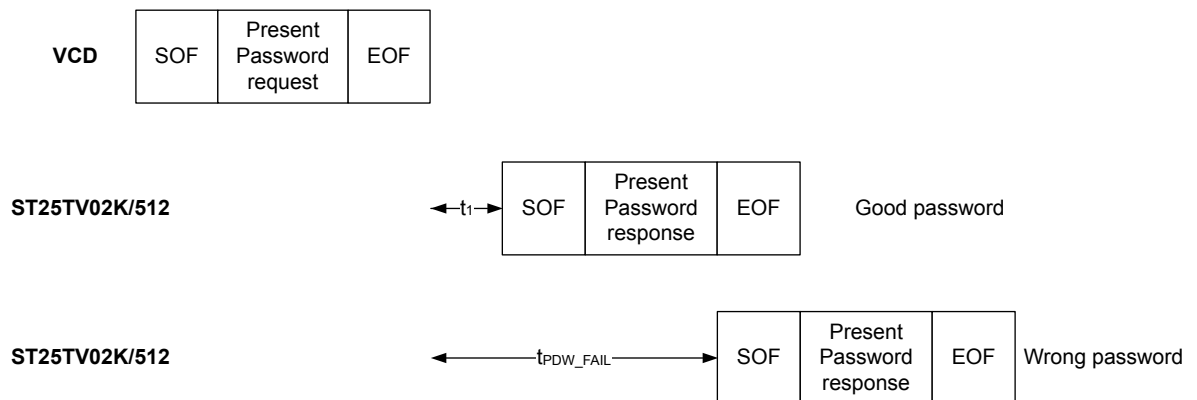 VCD
SOF
Present
Password
request
EOF
ST25TV02K/512
t1
SOF
Present
Password
response
EOF
Good password
ST25TV02K/512
tPDW_FAIL
SOF
Present
Password
response
EOF
Wrong password